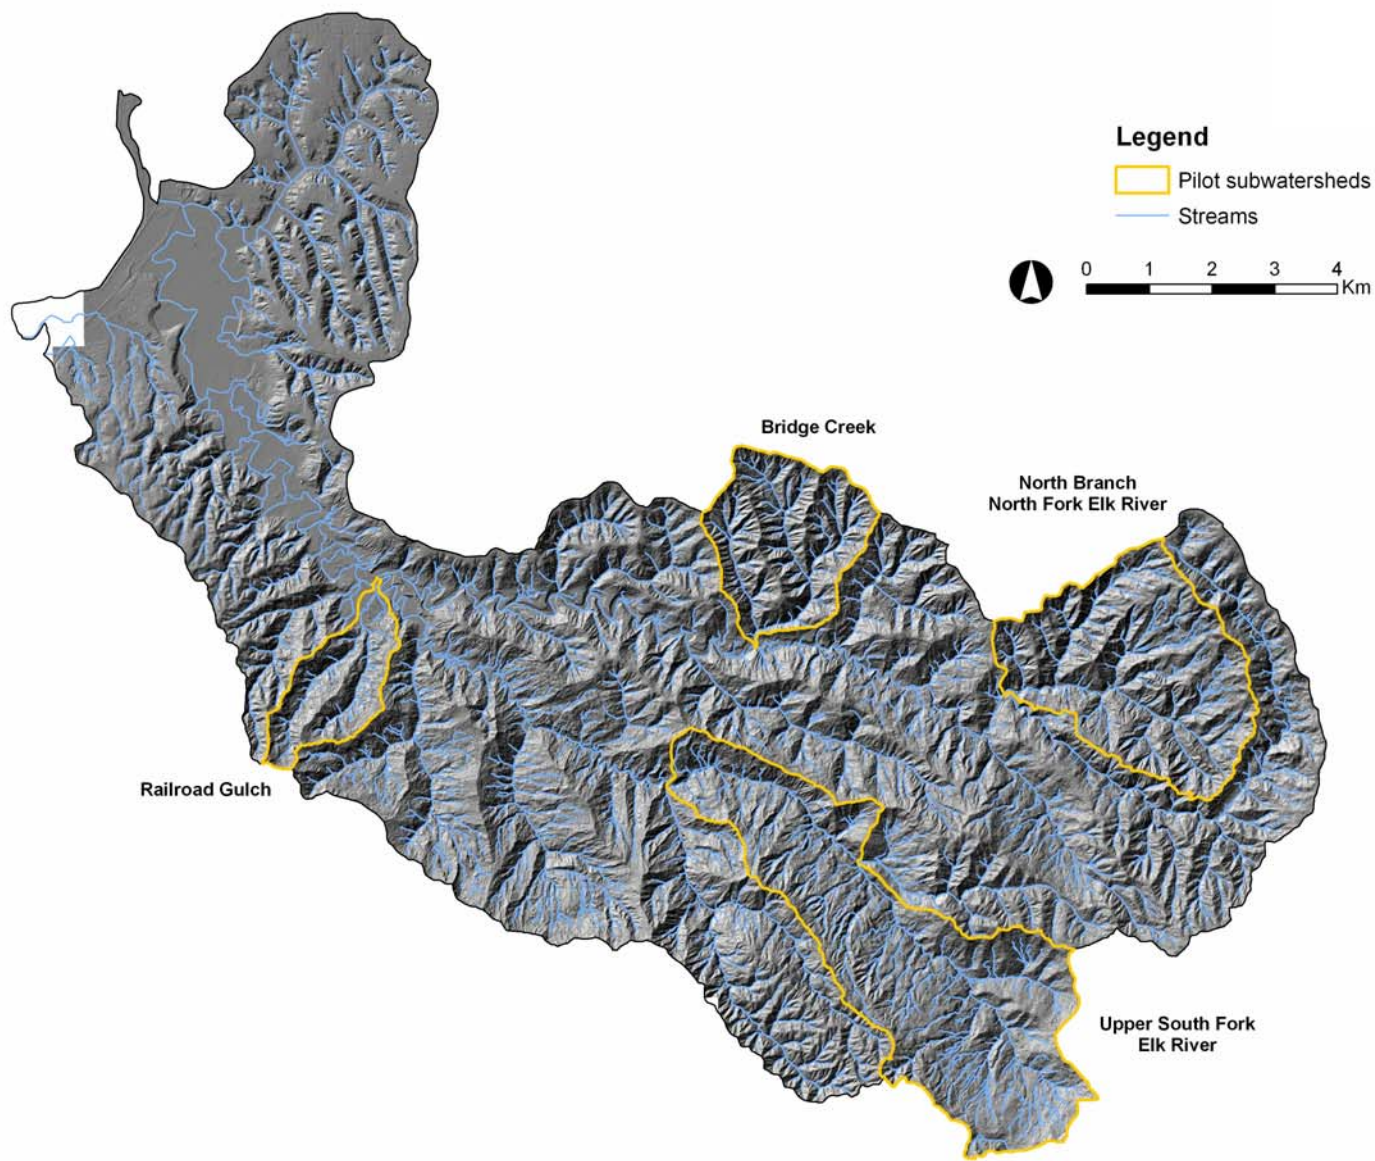 Legend
Pilot subwatersheds
Streams
0 1 2 3 4
Km
Bridge Creek
North Branch
North Fork Elk River
Railroad Gulch
Upper South Fork
Elk River